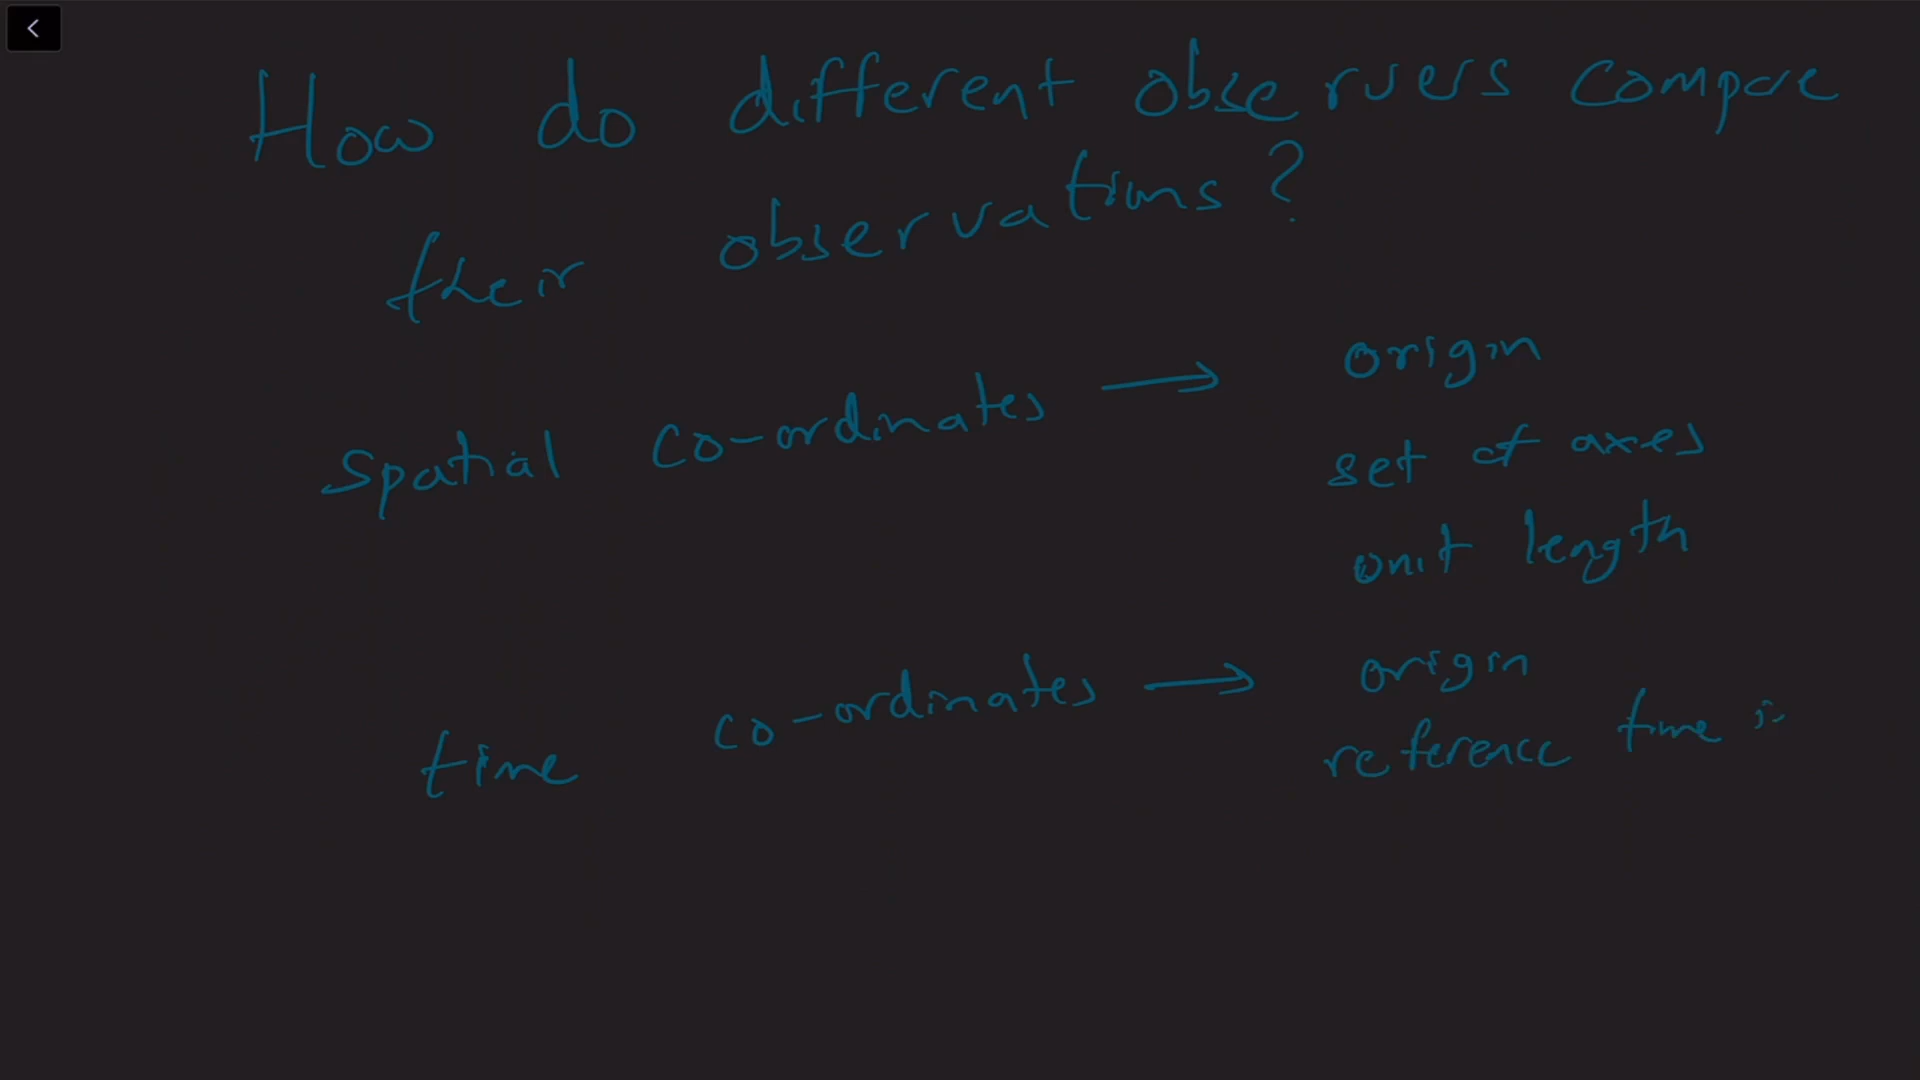 How do different observers compare
their observations?
Spatial co-ordinates → origin
set of axes
unit length
time co-ordinates → origin
reference time